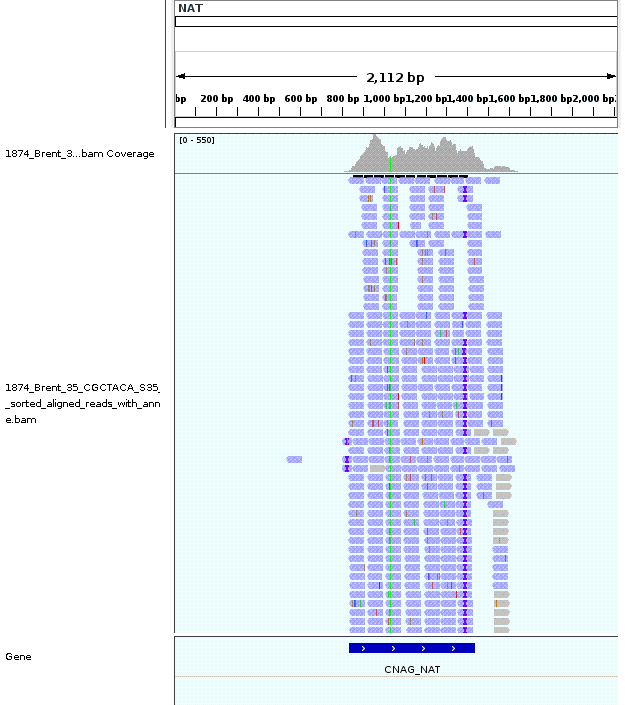 NAT
2,112 bp
bp 200 bp 400 bp 600 bp 800 bp 1,000 bp 1,200 bp 1,400 bp 1,600 bp 1,800 bp 2,000 bp
[0 - 550]
1874_Brent_3...bam Coverage
1874_Brent_35_CGCTACA_S35_
_sorted_aligned_reads_with_ann
e.bam
Gene
CNAG_NAT